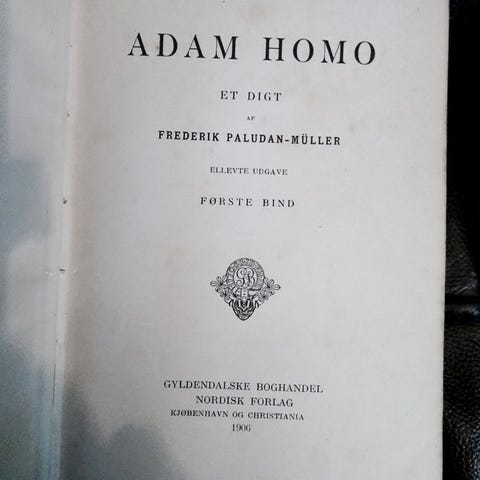 ADAM HOMO
ET DIGT
AF
FREDERIK PALUDAN-MÜLLER
ELLEVTE UDGAVE
FØRSTE BIND
GYLDENDALSKE BOGHANDEL
NORDISK FORLAG
KJØBENHAVN OG CHRISTIANIA
1906